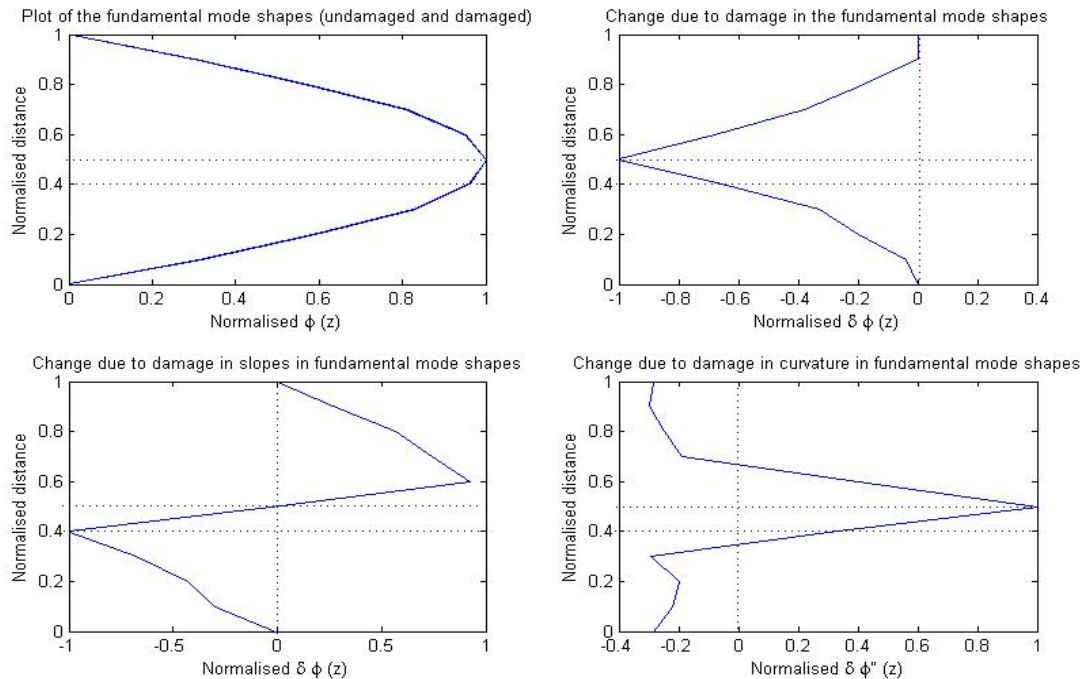 Plot of the fundamental mode shapes (undamaged and damaged)
1
0.8
0.6
0.4
0.2
0
Normalised distance
0 0.2 0.4 0.6 0.8 1
Normalised ϕ (z)
Change due to damage in the fundamental mode shapes
1
0.8
0.6
0.4
0.2
0
Normalised distance
-1 -0.8 -0.6 -0.4 -0.2 0 0.2 0.4
Normalised δ ϕ (z)
Change due to damage in slopes in fundamental mode shapes
1
0.8
0.6
0.4
0.2
0
Normalised distance
-1 -0.5 0 0.5 1
Normalised δ ϕ (z)
Change due to damage in curvature in fundamental mode shapes
1
0.8
0.6
0.4
0.2
0
Normalised distance
-0.4 -0.2 0 0.2 0.4 0.6 0.8 1
Normalised δ ϕ" (z)